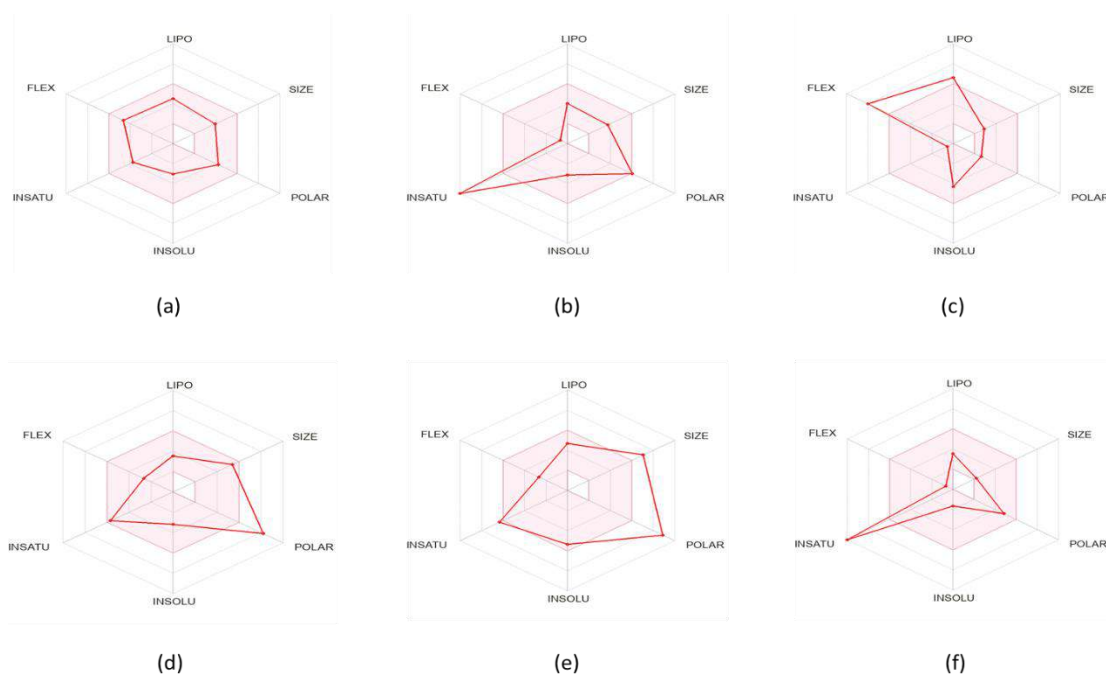 LIPO
LIPO
LIPO
FLEX
SIZE
FLEX
SIZE
FLEX
SIZE
INSATU
POLAR
INSATU
POLAR
INSATU
POLAR
INSOLU
INSOLU
INSOLU
(a)
(b)
(c)
LIPO
LIPO
LIPO
FLEX
SIZE
FLEX
SIZE
FLEX
SIZE
INSATU
POLAR
INSATU
POLAR
INSATU
POLAR
INSOLU
INSOLU
INSOLU
(d)
(e)
(f)